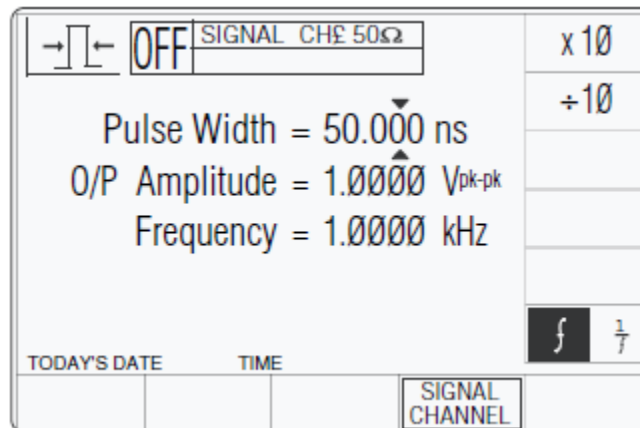 OFF
SIGNAL CH£ 50Ω
x 1Ø
÷1Ø
Pulse Width = 50.000 ns
O/P Amplitude = 1.ØØØØ Vpk-pk
Frequency = 1.ØØØØ kHz
f 1/f
TODAY'S DATE TIME
SIGNAL
CHANNEL